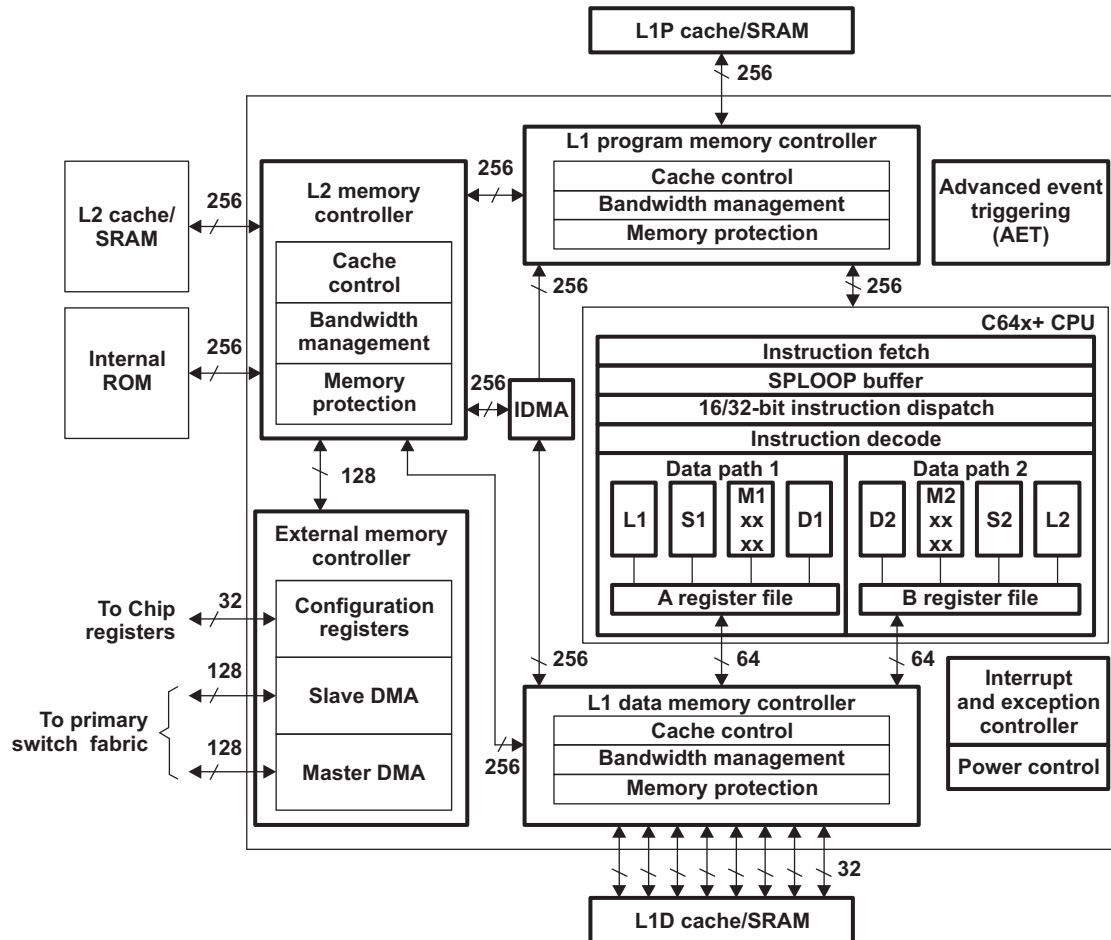 L1P cache/SRAM
256
L1 program memory controller
Cache control
Bandwidth management
Memory protection
256
L2 memory
controller
Cache
control
Bandwidth
management
Memory
protection
L2 cache/
SRAM
256
Internal
ROM
256
Advanced event
triggering
(AET)
256
256
C64x+ CPU
Instruction fetch
SPLOOP buffer
16/32-bit instruction dispatch
Instruction decode
Data path 1
Data path 2
L1
S1
M1
xx
xx
D1
D2
M2
xx
xx
S2
L2
A register file
B register file
256
IDMA
128
External memory
controller
Configuration
registers
Slave DMA
Master DMA
To Chip
registers
32
128
To primary
switch fabric
128
256
64
64
256
L1 data memory controller
Cache control
Bandwidth management
Memory protection
Interrupt
and exception
controller
Power control
32
L1D cache/SRAM